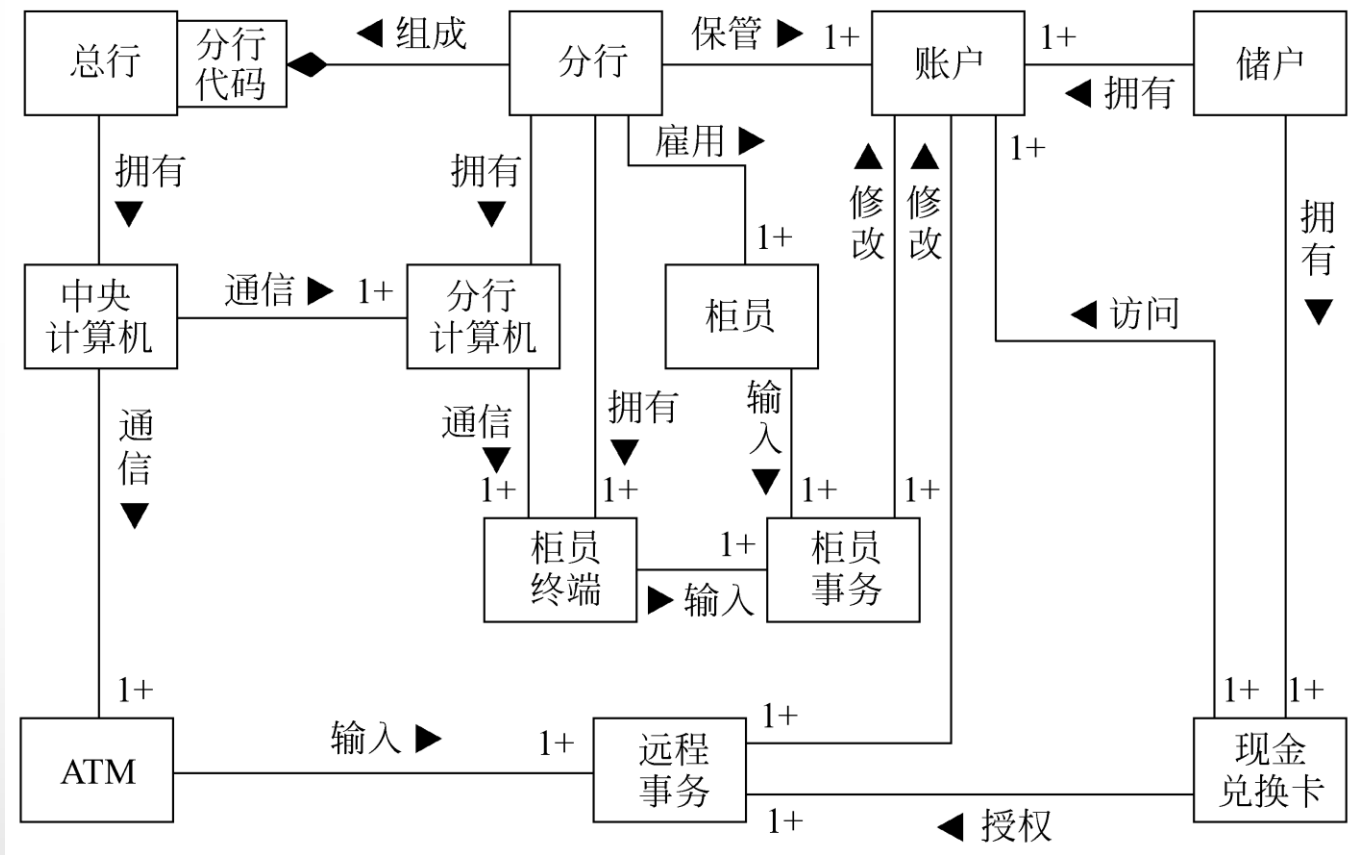 总行
分行
代码
◀ 组成
分行
保管 ▶
1+
账户
1+
◀ 拥有
储户
拥有
▼
拥有
▼
雇用 ▶
1+
▲
修
改
▲
修
改
1+
拥
有
▼
中央
计算机
通信 ▶
1+
分行
计算机
柜员
◀ 访问
通
信
▼
通信
▼
拥有
▼
输
入
▼
1+
1+
1+
1+
柜员
终端
1+
▶ 输入
柜员
事务
1+
ATM
输入 ▶
1+
远程
事务
1+
1+
◀ 授权
1+
1+
现金
兑换卡